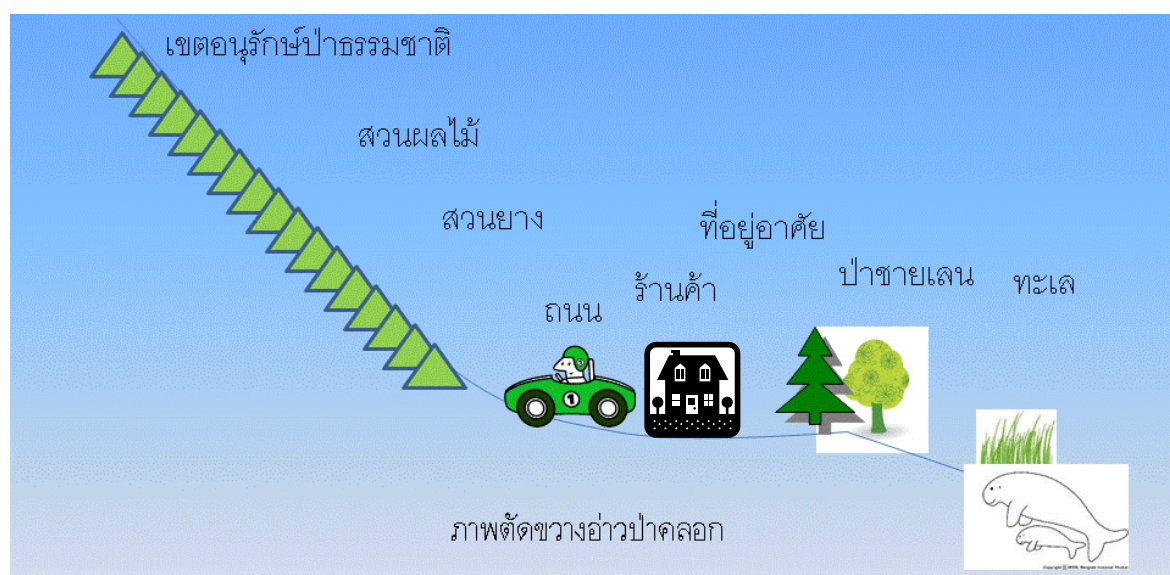 เขตอนุรักษ์ป่าธรรมชาติ
สวนผลไม้
สวนยาง
ที่อยู่อาศัย
ป่าชายเลน
ทะเล
ร้านค้า
ถนน
1
ภาพตัดขวางอ่าวป่าคลอก